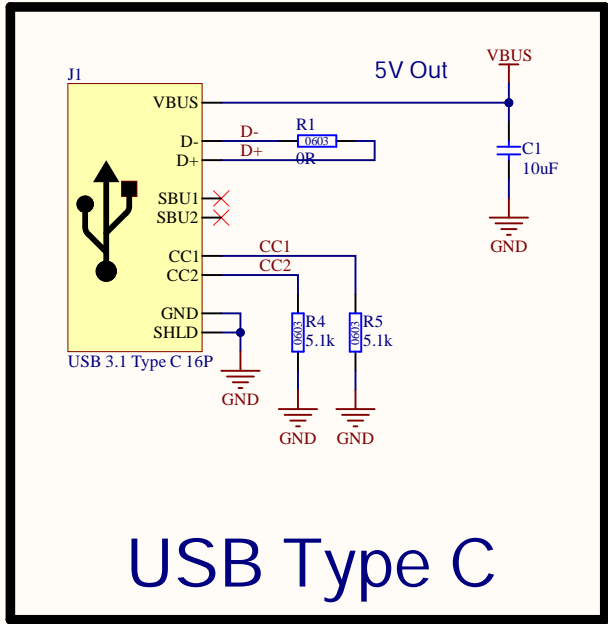 J1
5V Out
VBUS
VBUS
D-
D-
R1
0603
D+
D+
0R
C1
10uF
SBU1
SBU2
GND
CC1
CC1
CC2
CC2
GND
0603
R4
5.1k
0603
R5
5.1k
SHLD
USB 3.1 Type C 16P
GND
GND
GND
USB Type C